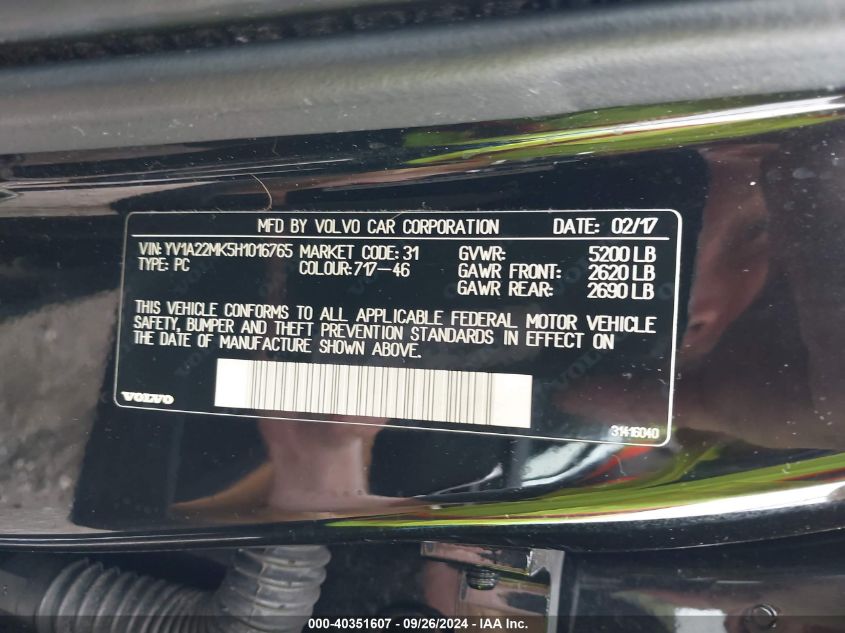 MFD BY VOLVO CAR CORPORATION DATE: 02/17
VIN: YV1A22MK5H1016765 MARKET CODE: 31 GVWR: 5200 LB
TYPE: PC COLOUR: 717-46 GAWR FRONT: 2620 LB
GAWR REAR: 2690 LB
THIS VEHICLE CONFORMS TO ALL APPLICABLE FEDERAL MOTOR VEHICLE
SAFETY, BUMPER AND THEFT PREVENTION STANDARDS IN EFFECT ON
THE DATE OF MANUFACTURE SHOWN ABOVE.
VOLVO
31416040
000-40351607 - 09/26/2024 - IAA Inc.